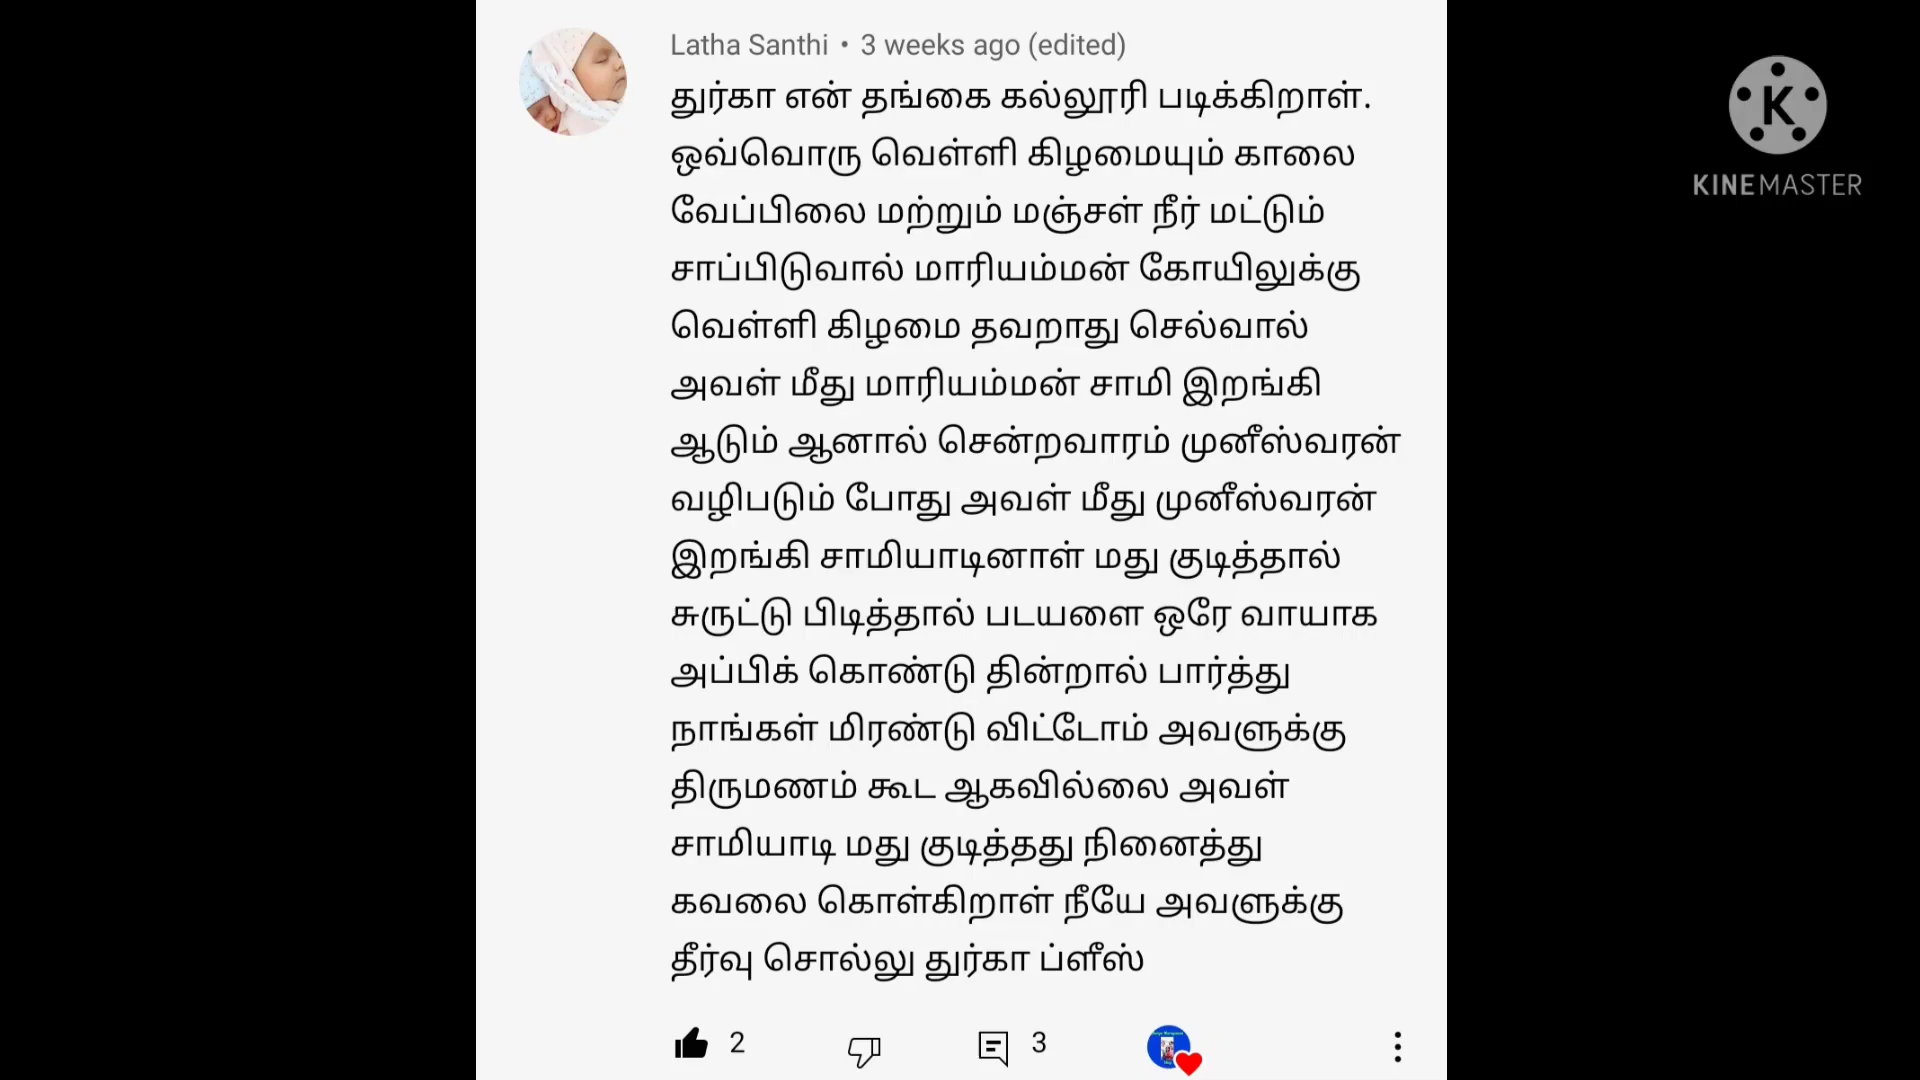 Latha Santhi • 3 weeks ago (edited)
துர்கா என் தங்கை கல்லூரி படிக்கிறாள்.
ஒவ்வொரு வெள்ளி கிழமையும் காலை
வேப்பிலை மற்றும் மஞ்சள் நீர் மட்டும்
சாப்பிடுவால் மாரியம்மன் கோயிலுக்கு
வெள்ளி கிழமை தவறாது செல்வால்
அவள் மீது மாரியம்மன் சாமி இறங்கி
ஆடும் ஆனால் சென்றவாரம் முனீஸ்வரன்
வழிபடும் போது அவள் மீது முனீஸ்வரன்
இறங்கி சாமியாடினாள் மது குடித்தால்
சுருட்டு பிடித்தால் படயளை ஒரே வாயாக
அப்பிக் கொண்டு தின்றால் பார்த்து
நாங்கள் மிரண்டு விட்டோம் அவளுக்கு
திருமணம் கூட ஆகவில்லை அவள்
சாமியாடி மது குடித்தது நினைத்து
கவலை கொள்கிறாள் நீயே அவளுக்கு
தீர்வு சொல்லு துர்கா ப்ளீஸ்
2 3
K
KINEMASTER